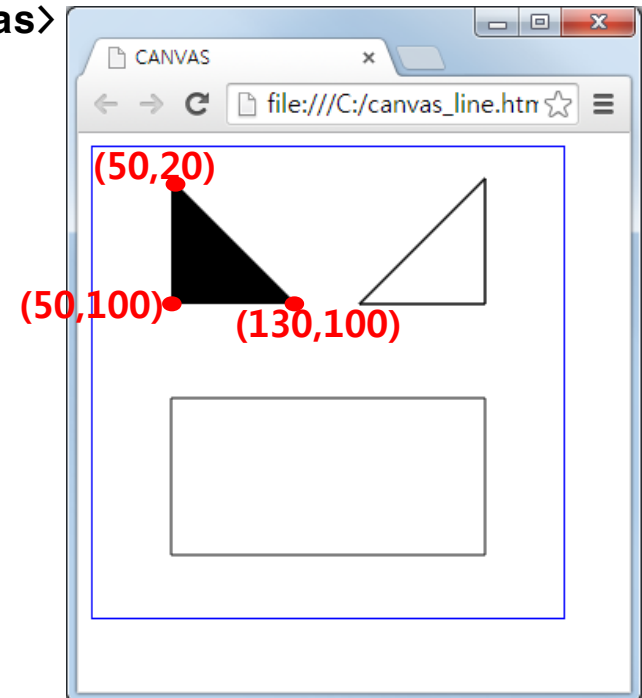 as>
CANVAS
file:///C:/canvas_line.htm
(50,20)
(50,100)
(130,100)